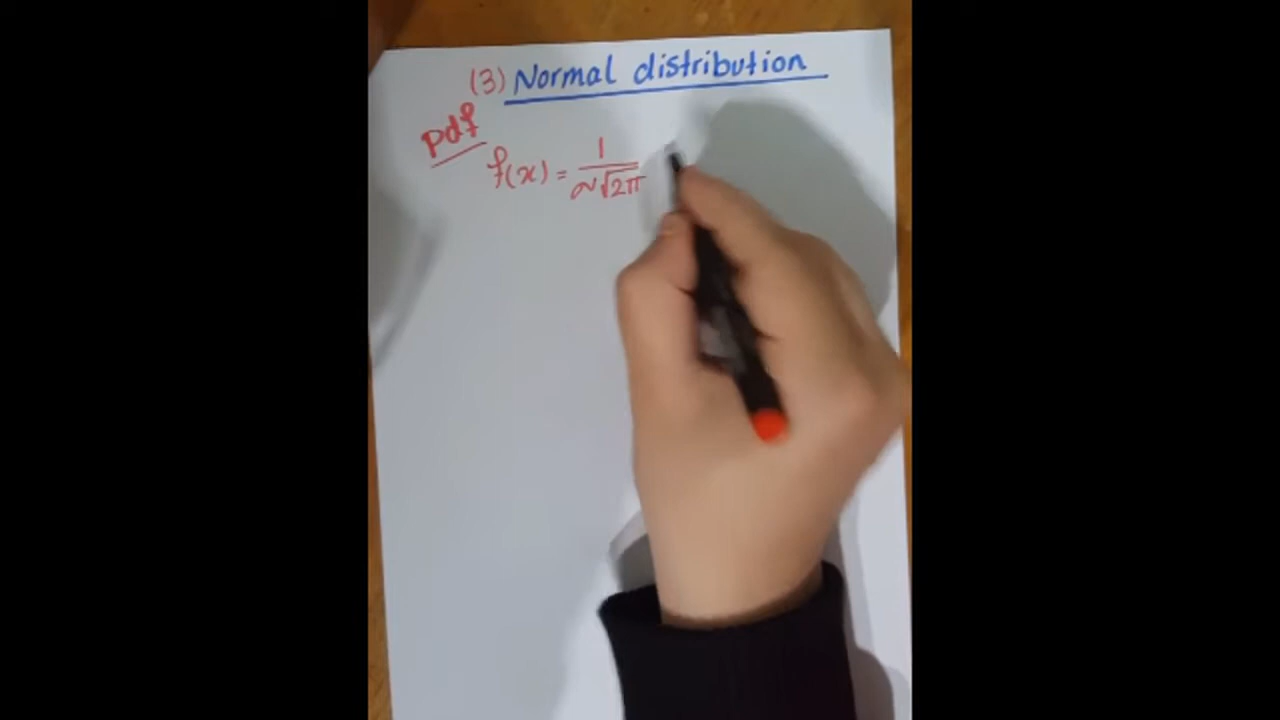 (3) Normal distribution
pdf
f(x) = 1/(~√2π)